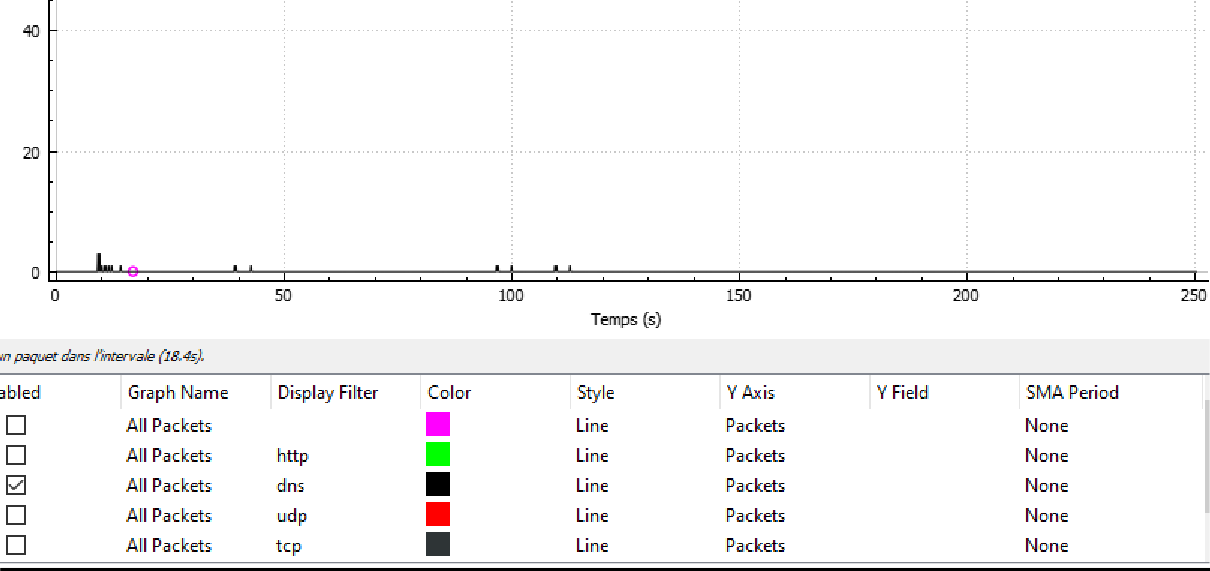 40
20
0
0 50 100 150 200 250
Temps (s)
un paquet dans l'intervale (18.4s).
abled Graph Name Display Filter Color Style Y Axis Y Field SMA Period
All Packets Line Packets None
All Packets http Line Packets None
All Packets dns Line Packets None
All Packets udp Line Packets None
All Packets tcp Line Packets None